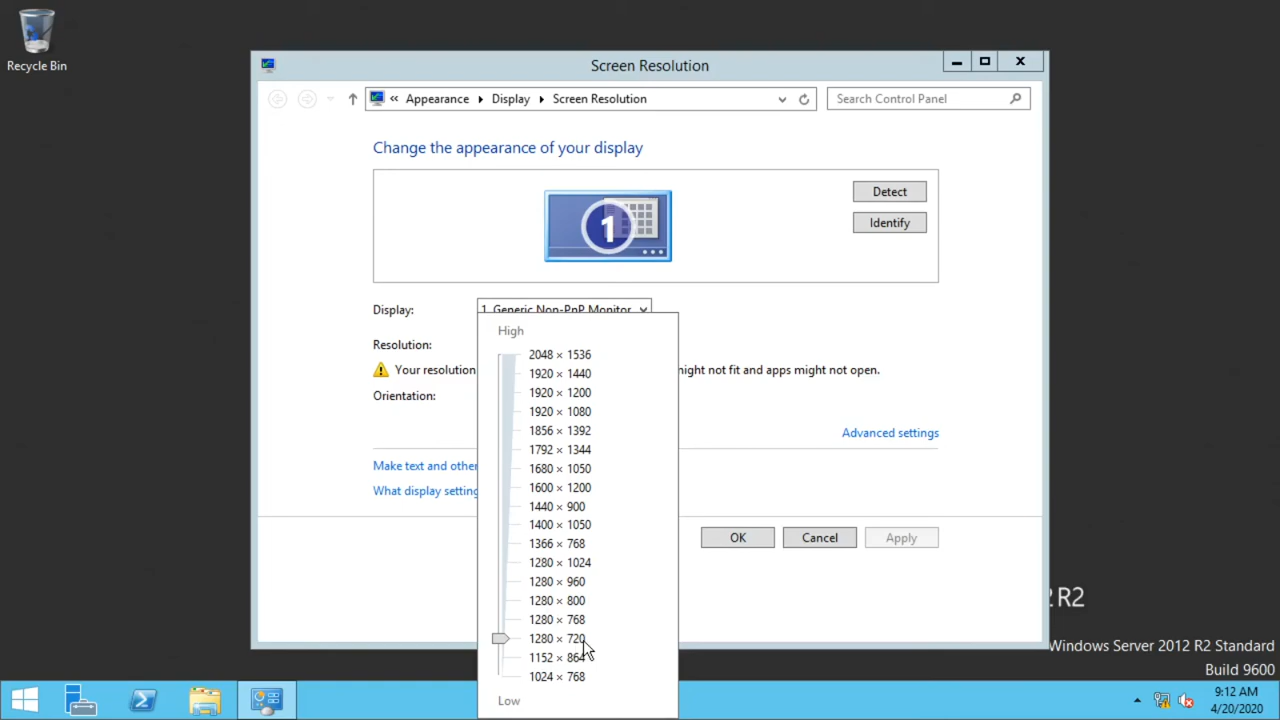 Recycle Bin
Screen Resolution
« Appearance Display Screen Resolution
Search Control Panel
Change the appearance of your display
1
Detect
Identify
Display:
1. Generic Non-PnP Monitor
High
Resolution:
2048 × 1536
Your resolution
ight not fit and apps might not open.
1920 × 1440
Orientation:
1920 × 1200
1920 × 1080
1856 × 1392
Advanced settings
1792 × 1344
Make text and other
1680 × 1050
What display setting
1600 × 1200
1440 × 900
1400 × 1050
OK
Cancel
Apply
1366 × 768
1280 × 1024
1280 × 960
1280 × 800
1280 × 768
1280 × 720
1152 × 864
1024 × 768
Low
2 R2
Windows Server 2012 R2 Standard
Build 9600
9:12 AM
4/20/2020